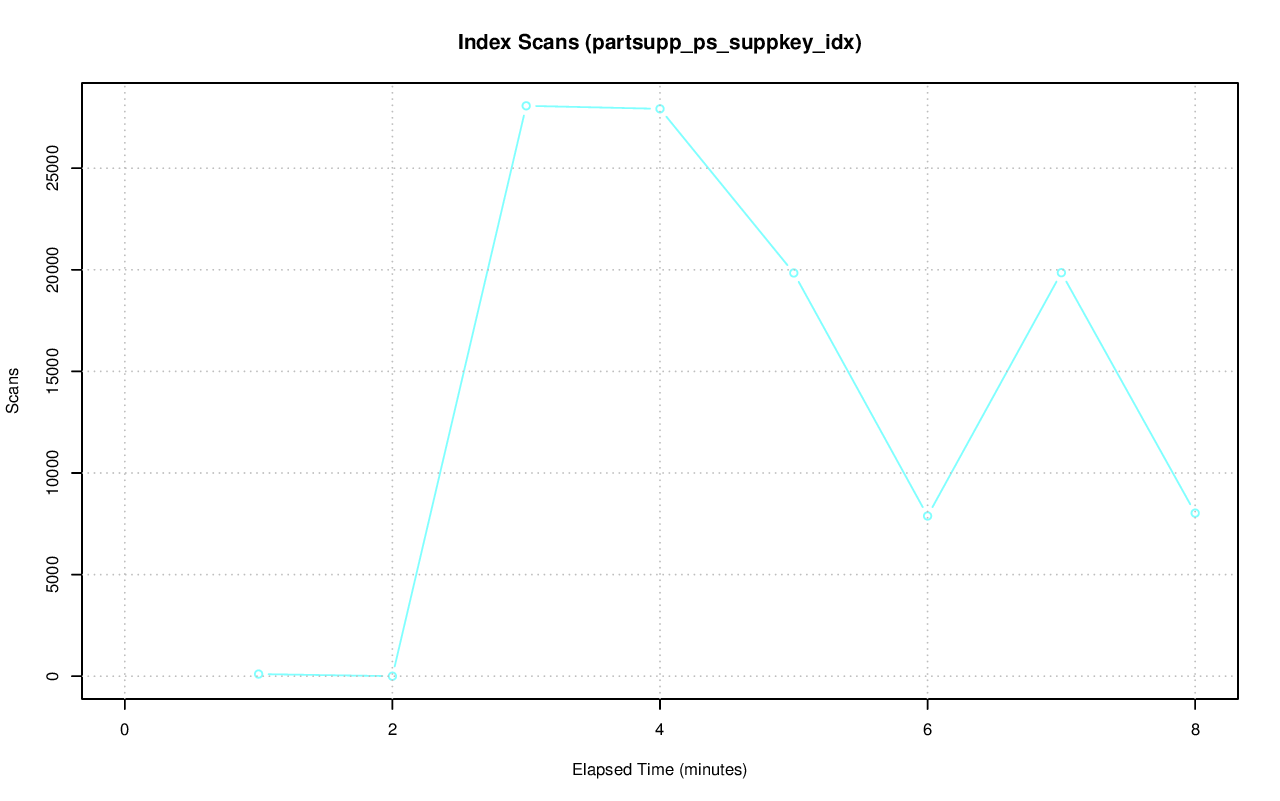 Index Scans (partsupp_ps_suppkey_idx)
Scans
25000
20000
15000
10000
5000
0
0 2 4 6 8
Elapsed Time (minutes)